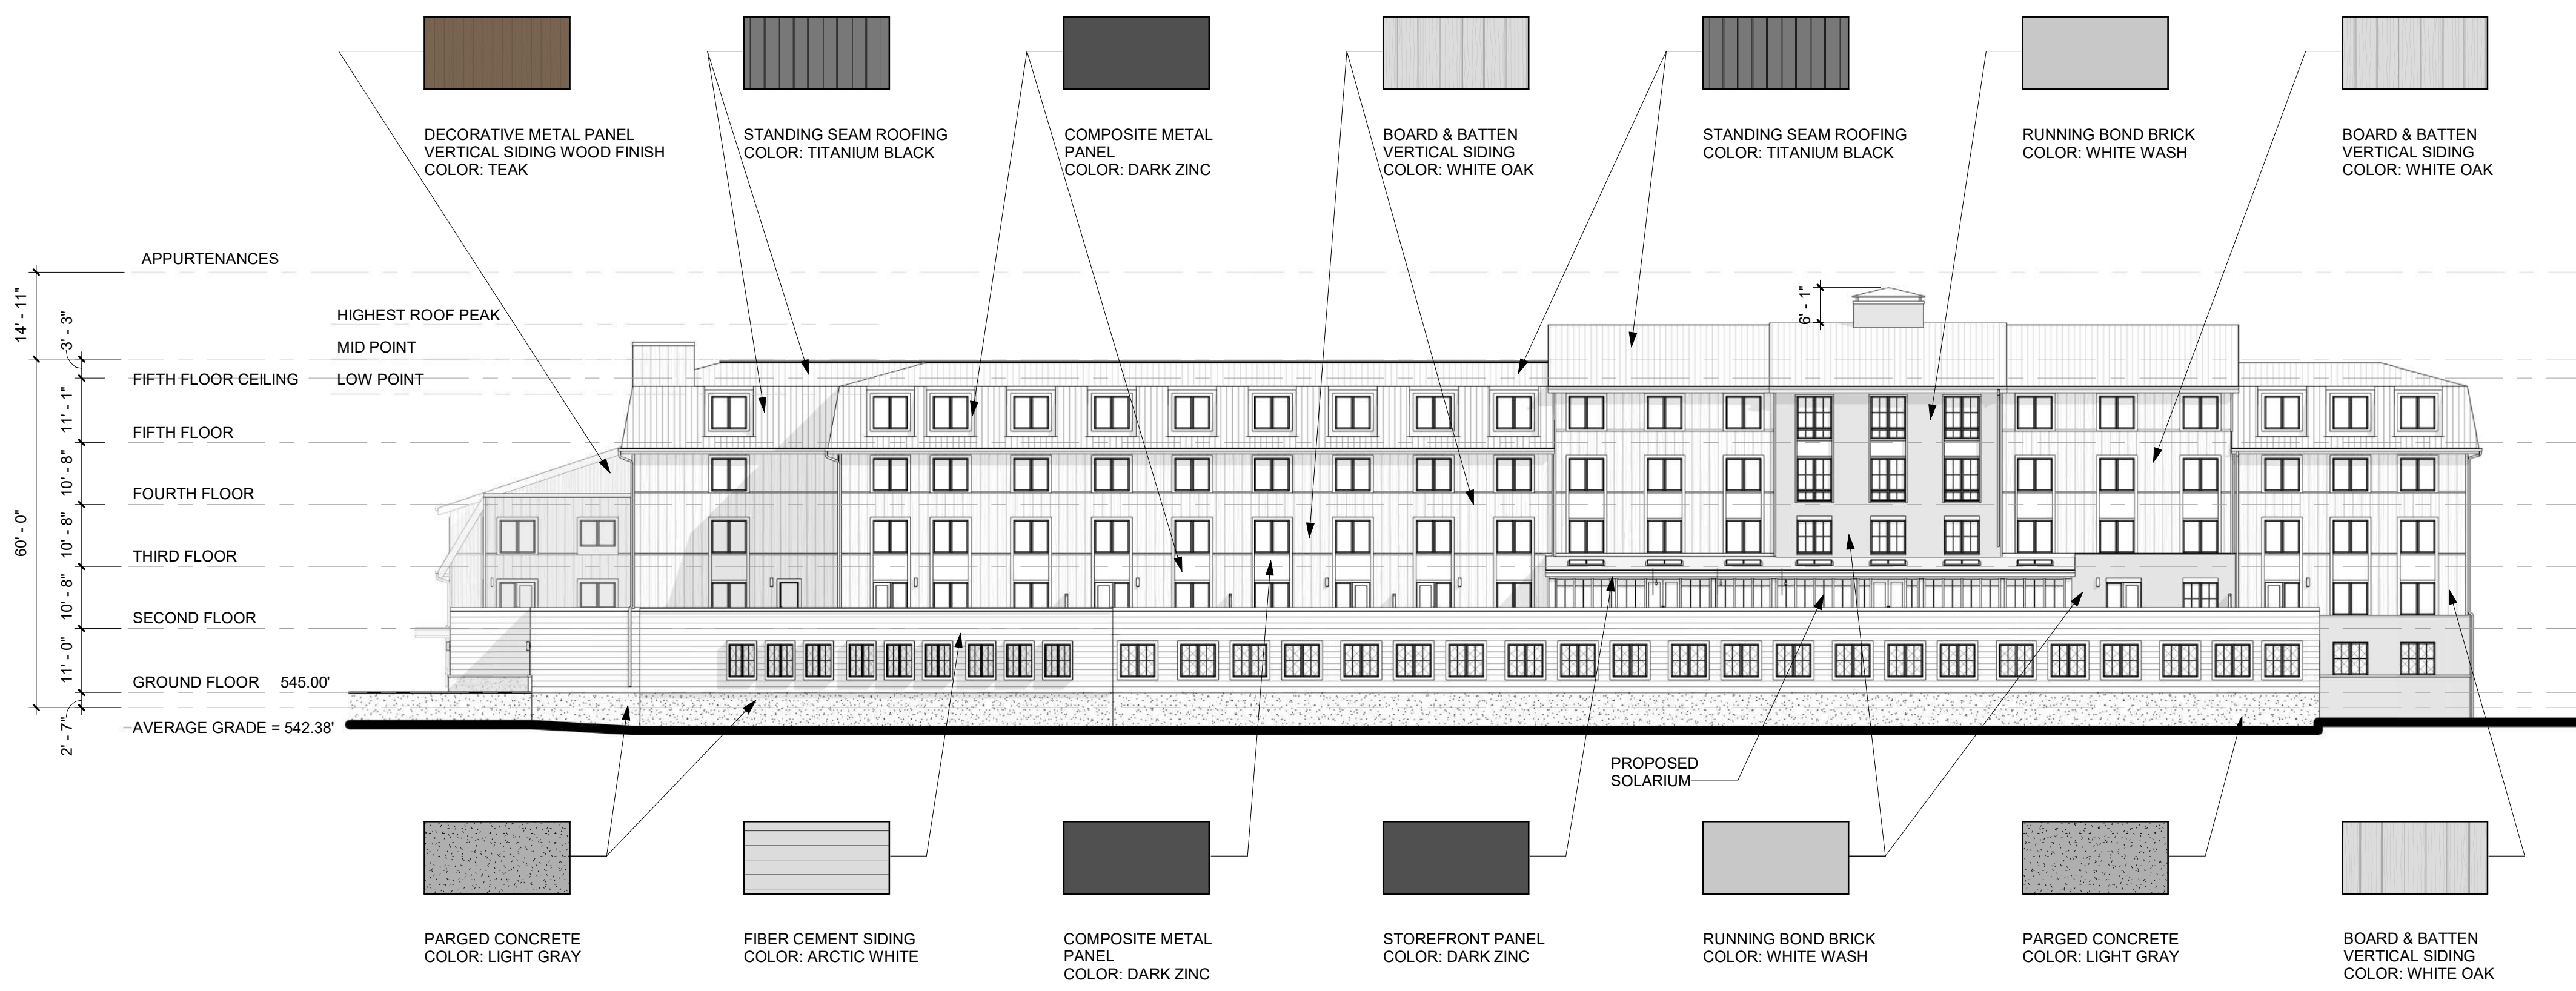 DECORATIVE METAL PANEL
VERTICAL SIDING WOOD FINISH
COLOR: TEAK
STANDING SEAM ROOFING
COLOR: TITANIUM BLACK
COMPOSITE METAL
PANEL
COLOR: DARK ZINC
BOARD & BATTEN
VERTICAL SIDING
COLOR: WHITE OAK
STANDING SEAM ROOFING
COLOR: TITANIUM BLACK
RUNNING BOND BRICK
COLOR: WHITE WASH
BOARD & BATTEN
VERTICAL SIDING
COLOR: WHITE OAK
APPURTENANCES
14' - 11"
3' - 3"
HIGHEST ROOF PEAK
MID POINT
FIFTH FLOOR CEILING
LOW POINT
6' - 1"
11' - 1"
FIFTH FLOOR
10' - 8"
FOURTH FLOOR
60' - 0"
10' - 8"
THIRD FLOOR
10' - 8"
SECOND FLOOR
11' - 0"
GROUND FLOOR 545.00'
AVERAGE GRADE = 542.38'
2' - 7"
PROPOSED
SOLARIUM
PARGED CONCRETE
COLOR: LIGHT GRAY
FIBER CEMENT SIDING
COLOR: ARCTIC WHITE
COMPOSITE METAL
PANEL
COLOR: DARK ZINC
STOREFRONT PANEL
COLOR: DARK ZINC
RUNNING BOND BRICK
COLOR: WHITE WASH
PARGED CONCRETE
COLOR: LIGHT GRAY
BOARD & BATTEN
VERTICAL SIDING
COLOR: WHITE OAK